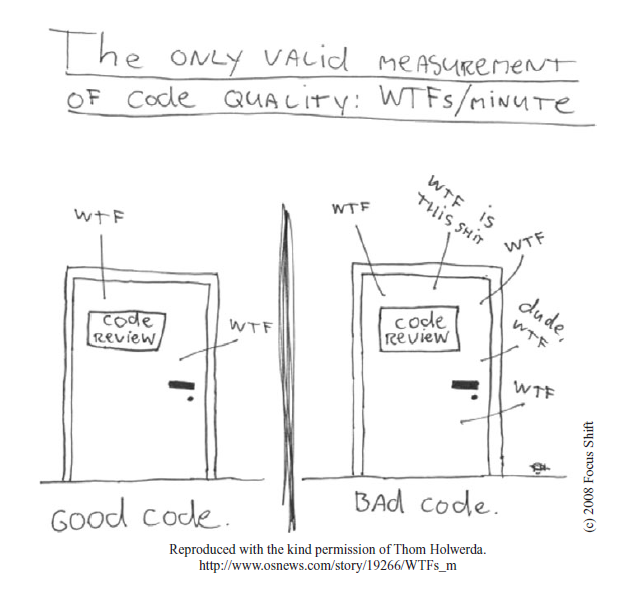 The ONLY VALid MEASUREMENT
OF Code QUALITY: WTFs/MINUTE
WTF
code
REVIEW
WTF
Good code.
WTF
WTF is
THIS SHIT
WTF
code
REVIEW
dude,
WTF
WTF
BAd code.
(c) 2008 Focus Shift
Reproduced with the kind permission of Thom Holwerda.
http://www.osnews.com/story/19266/WTFs_m